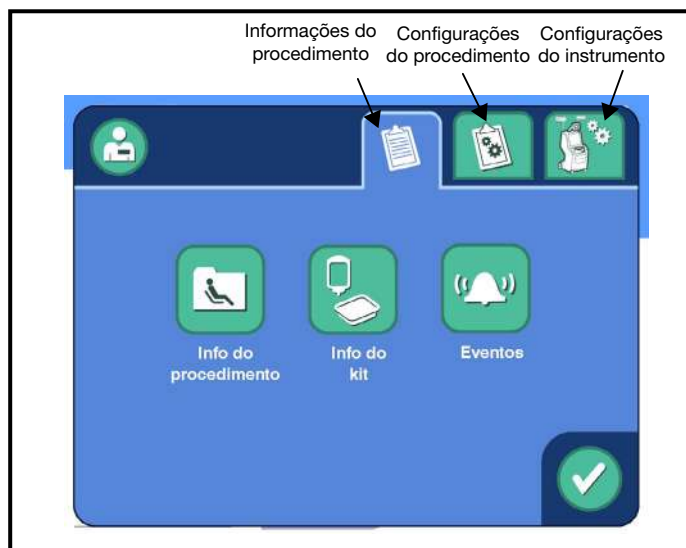 Informações do
procedimento
Configurações
do procedimento
Configurações
do instrumento
Info do
procedimento
Info do
kit
Eventos